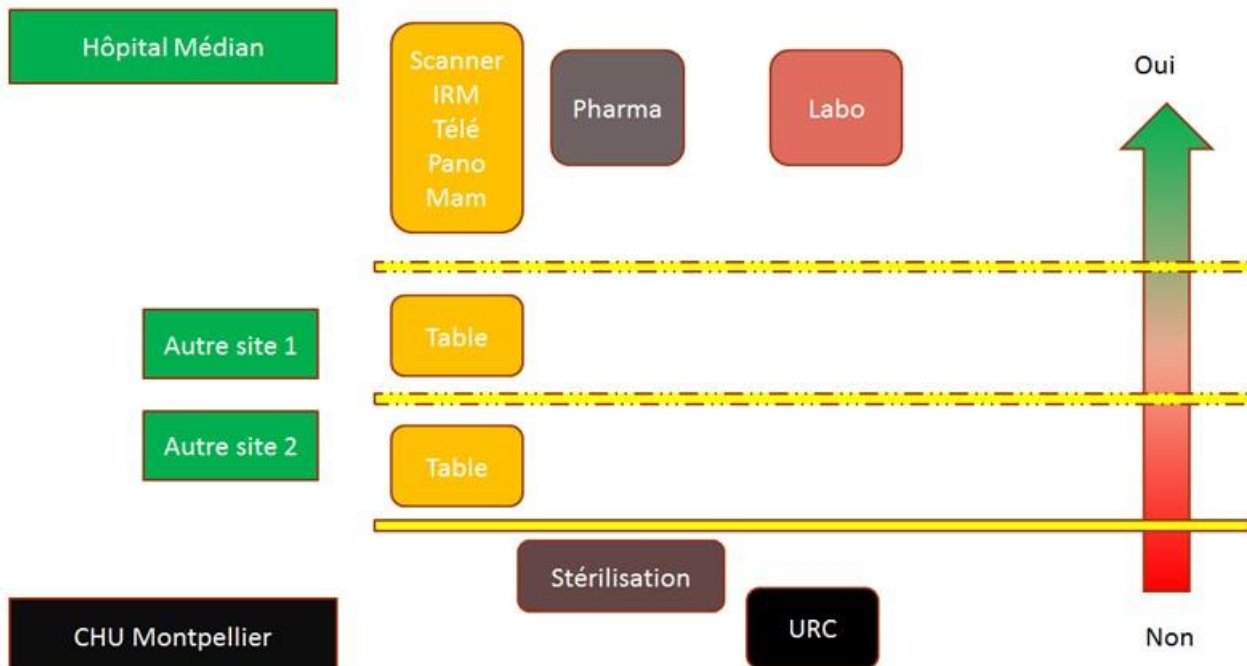 Hôpital Médian
Scanner
IRM
Télé
Pano
Mam
Pharma
Labo
Oui
Autre site 1
Table
Autre site 2
Table
Stérilisation
CHU Montpellier
URC
Non